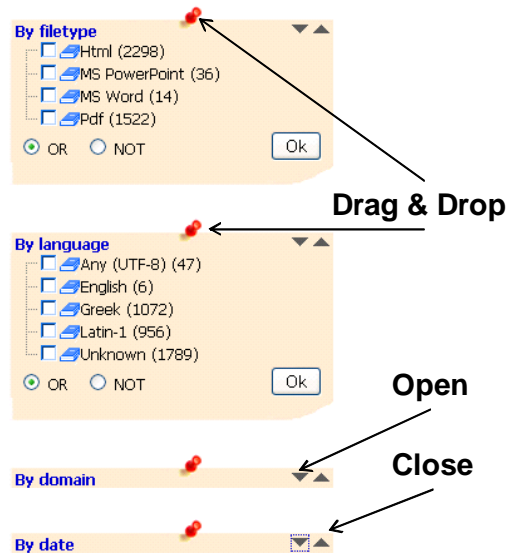 By filetype
Html (2298)
MS PowerPoint (36)
MS Word (14)
Pdf (1522)
OR NOT Ok
Drag & Drop
By language
Any (UTF-8) (47)
English (6)
Greek (1072)
Latin-1 (956)
Unknown (1789)
OR NOT Ok
Open
By domain
Close
By date